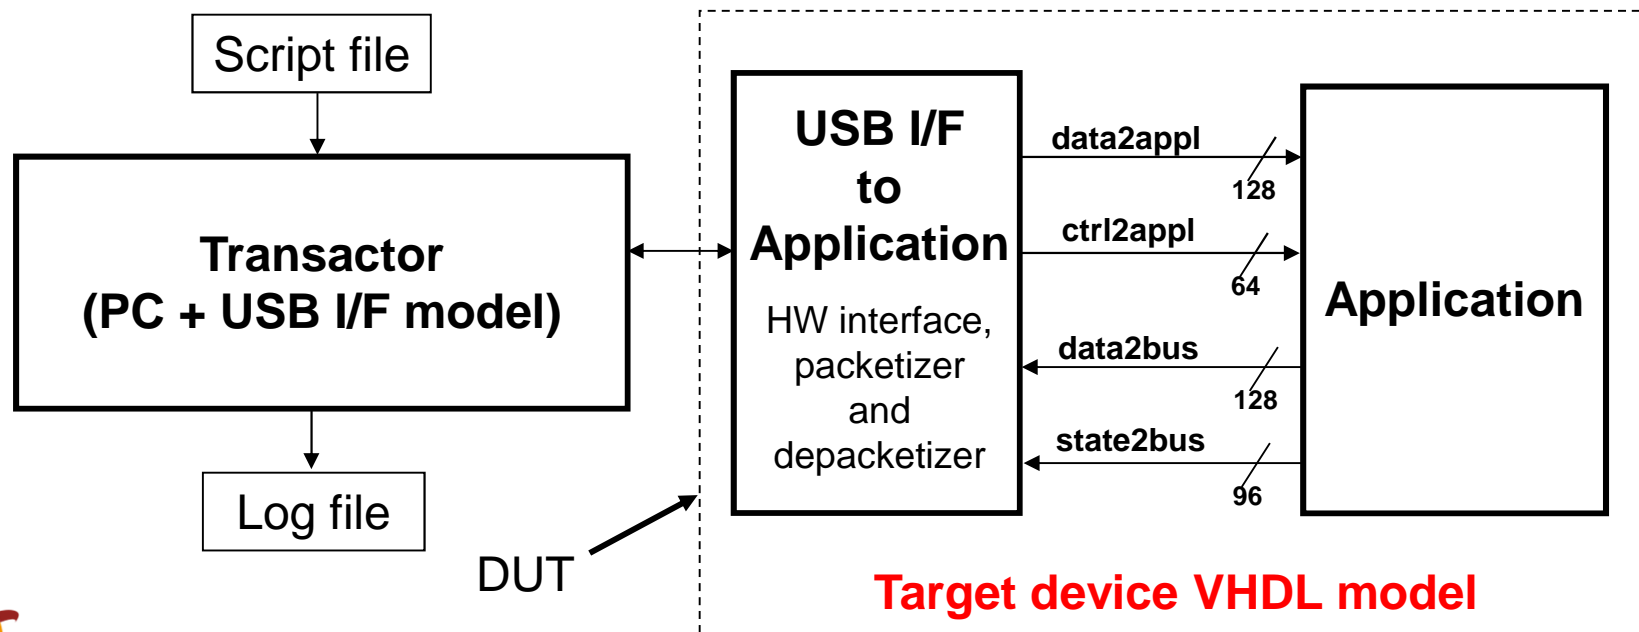 Script file
Transactor
(PC + USB I/F model)
Log file
DUT
USB I/F
to
Application
HW interface,
packetizer
and
depacketizer
data2appl
128
ctrl2appl
64
data2bus
128
state2bus
96
Application
Target device VHDL model